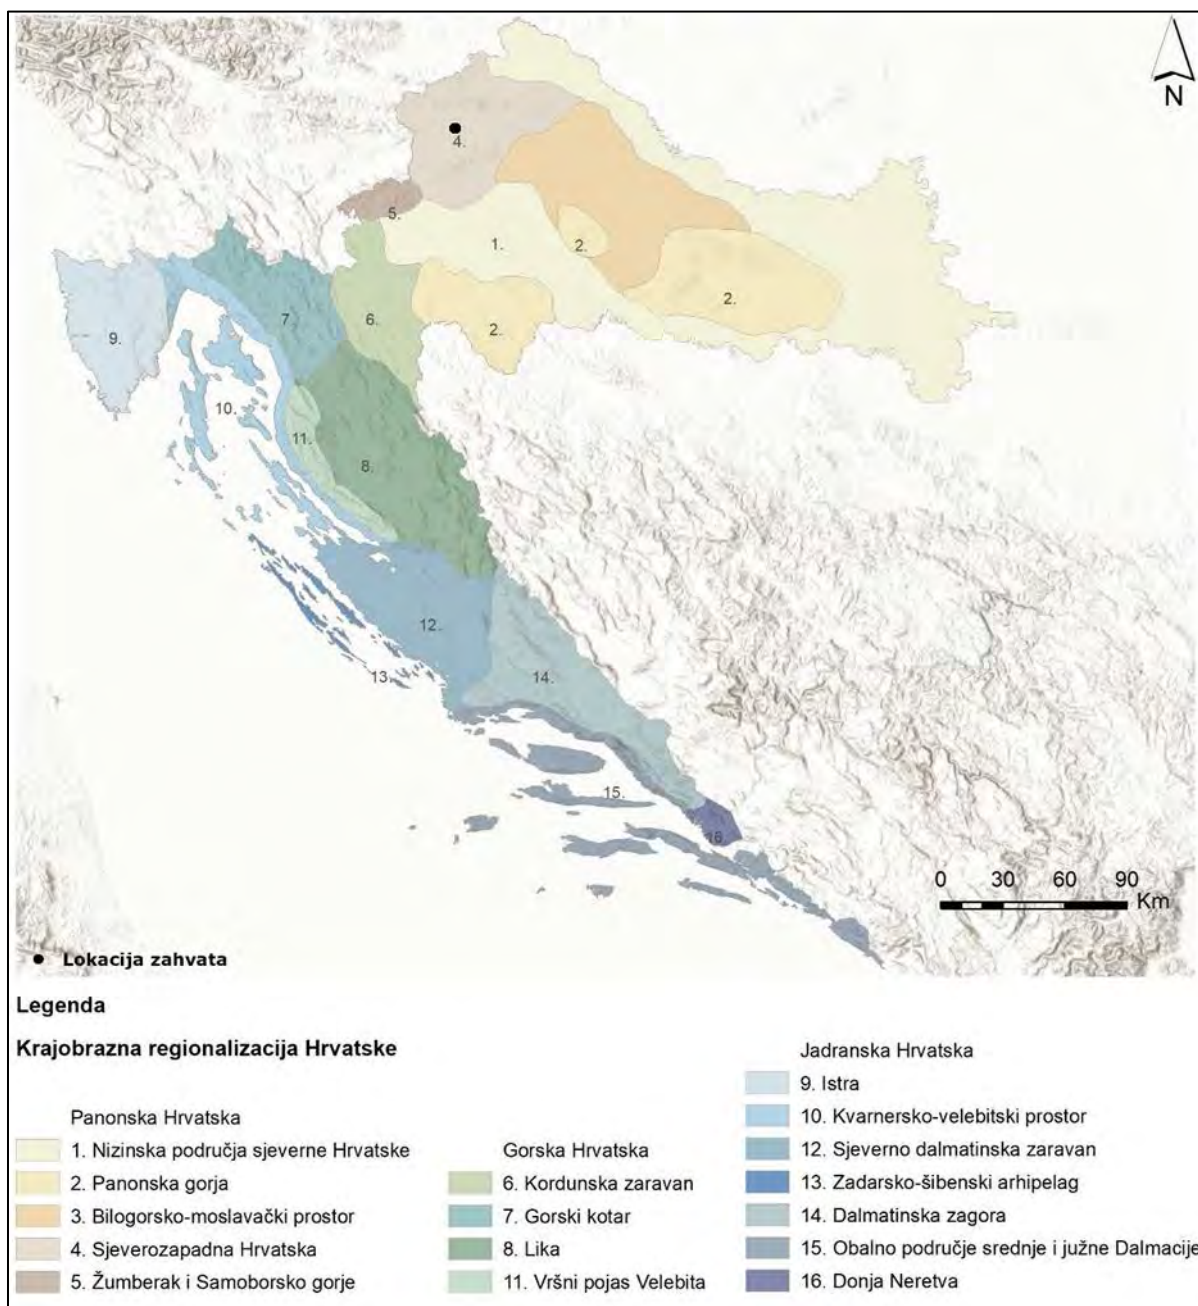 N
4.
5.
1.
2.
2.
6.
7.
2.
9.
10.
11.
8.
12.
13.
14.
15.
16.
0 30 60 90
Km
Lokacija zahvata
Legenda
Krajobrazna regionalizacija Hrvatske
Panonska Hrvatska
1. Nizinska područja sjeverne Hrvatske
2. Panonska gorja
3. Bilogorsko-moslavački prostor
4. Sjeverozapadna Hrvatska
5. Žumberak i Samoborsko gorje
Gorska Hrvatska
6. Kordunska zaravan
7. Gorski kotar
8. Lika
11. Vršni pojas Velebita
Jadranska Hrvatska
9. Istra
10. Kvarnersko-velebitski prostor
12. Sjeverno dalmatinska zaravan
13. Zadarsko-šibenski arhipelag
14. Dalmatinska zagora
15. Obalno područje srednje i južne Dalmacije
16. Donja Neretva